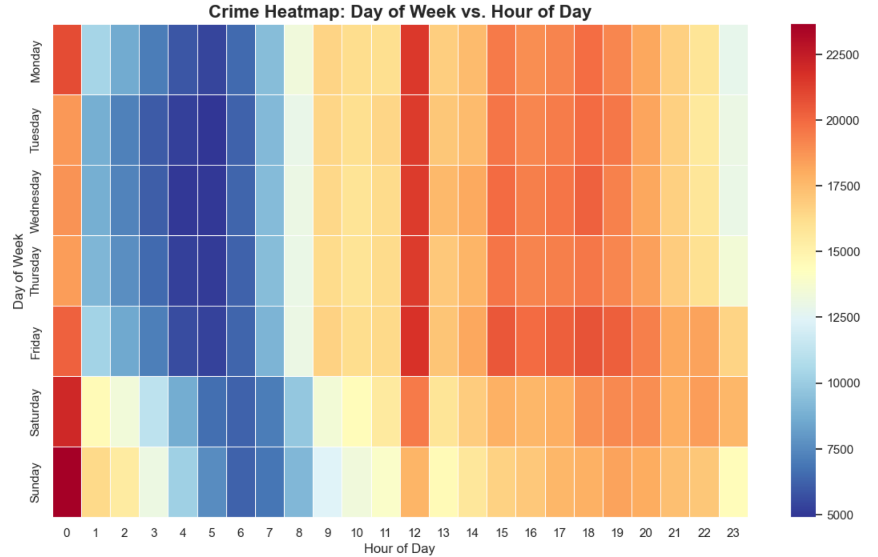 Crime Heatmap: Day of Week vs. Hour of Day
Day of Week
Monday
Tuesday
Wednesday
Thursday
Friday
Saturday
Sunday
0 1 2 3 4 5 6 7 8 9 10 11 12 13 14 15 16 17 18 19 20 21 22 23
Hour of Day
22500
20000
17500
15000
12500
10000
7500
5000